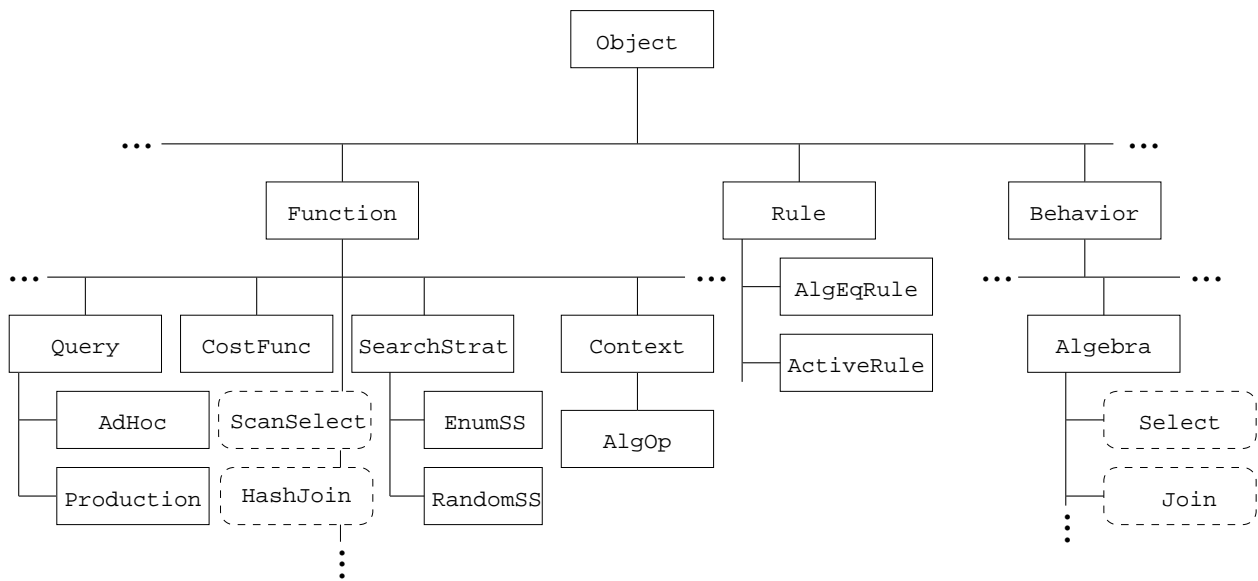 Object
... ...
Function Rule Behavior
... ... ... ...
AlgEqRule
Query CostFunc SearchStrat Context Algebra
ActiveRule
AdHoc ScanSelect EnumSS AlgOp Select
Production HashJoin RandomSS Join
...
...